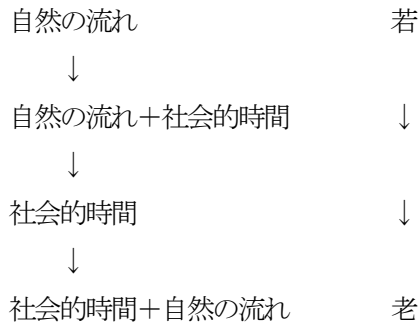 自然の流れ 若
↓
自然の流れ＋社会的時間 ↓
↓
社会的時間 ↓
↓
社会的時間＋自然の流れ 老